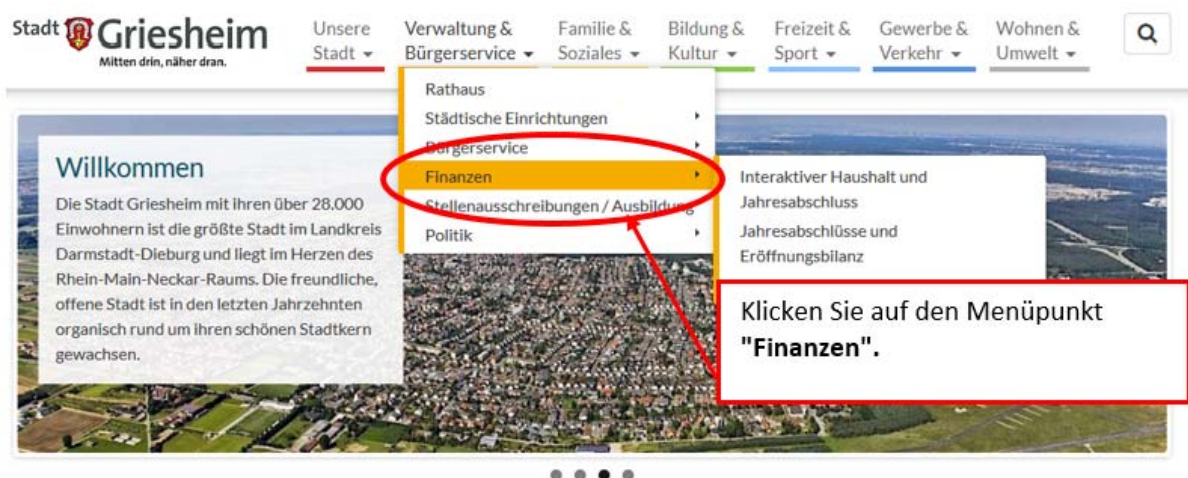 Stadt Griesheim
Mitten drin, näher dran.
Unsere
Stadt
Verwaltung &
Bürgerservice
Familie &
Soziales
Bildung &
Kultur
Freizeit &
Sport
Gewerbe &
Verkehr
Wohnen &
Umwelt
Rathaus
Städtische Einrichtungen
Bürgerservice
Finanzen
Stellenausschreibungen / Ausbildung
Politik
Interaktiver Haushalt und
Jahresabschluss
Jahresabschlüsse und
Eröffnungsbilanz
Willkommen
Die Stadt Griesheim mit ihren über 28.000
Einwohnern ist die größte Stadt im Landkreis
Darmstadt-Dieburg und liegt im Herzen des
Rhein-Main-Neckar-Raums. Die freundliche,
offene Stadt ist in den letzten Jahrzehnten
organisch rund um ihren schönen Stadtkern
gewachsen.
Klicken Sie auf den Menüpunkt
"Finanzen".